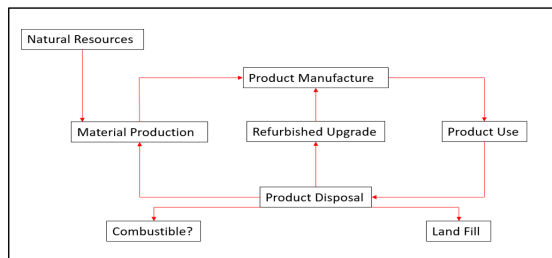 Natural Resources
Product Manufacture
Material Production
Refurbished Upgrade
Product Use
Product Disposal
Combustible?
Land Fill